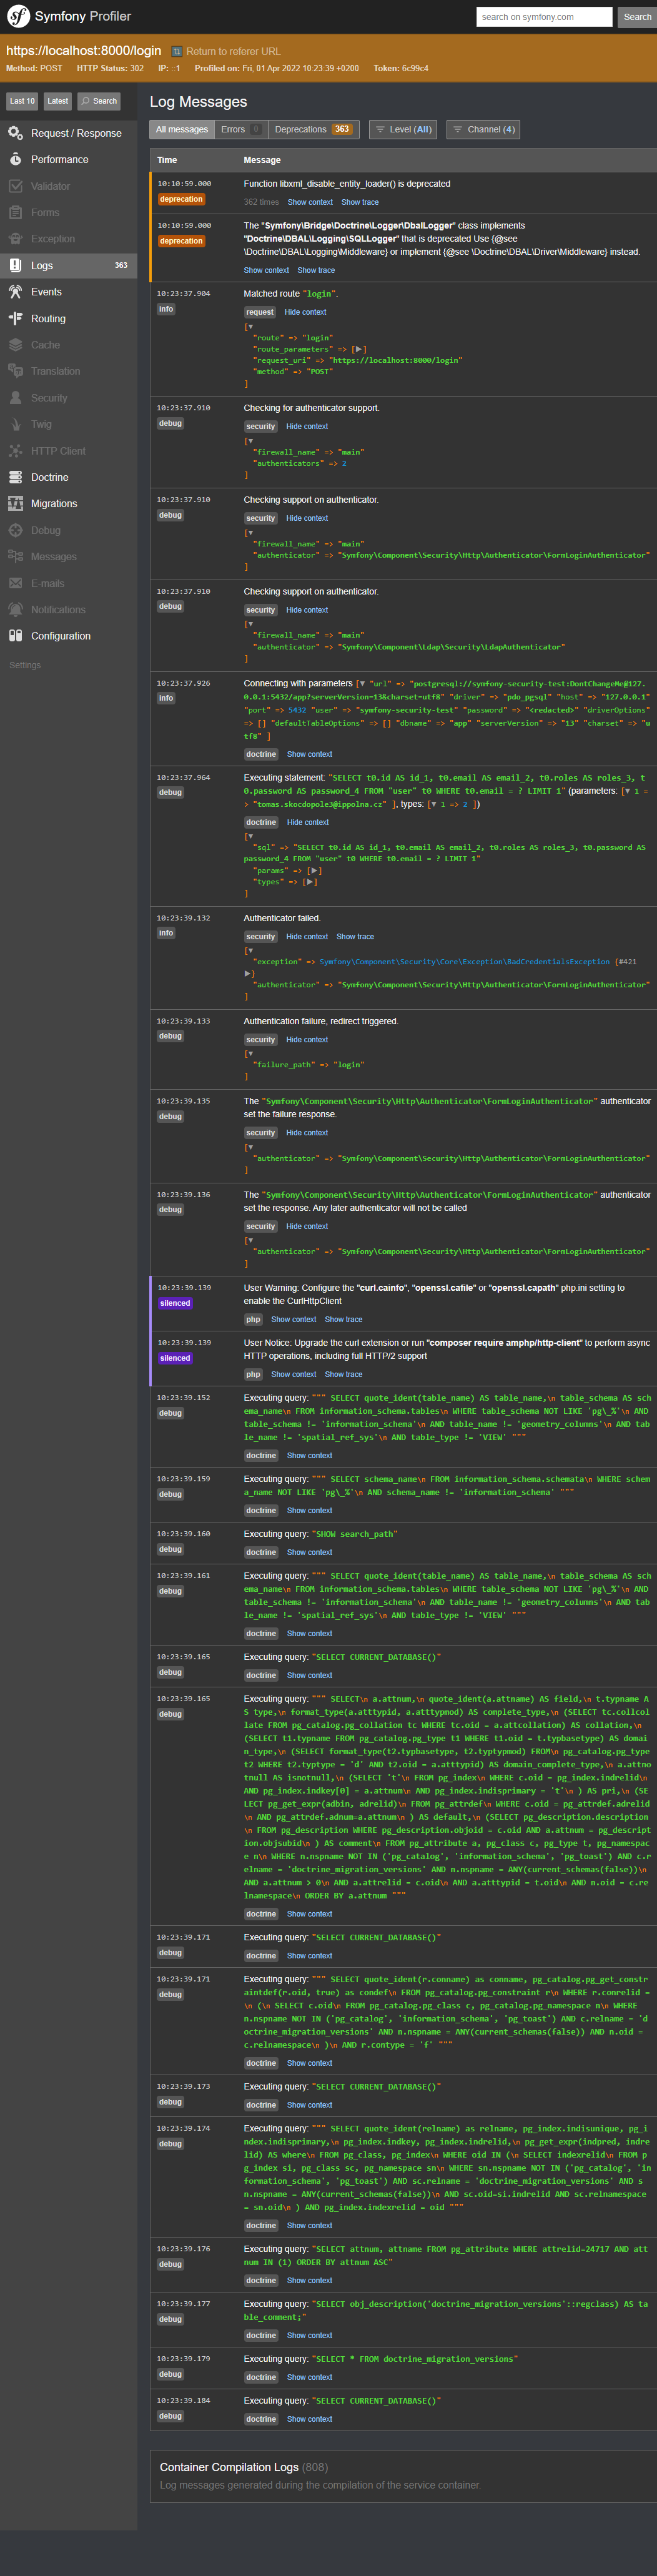 Symfony Profiler
search on symfony.com
Search
https://localhost:8000/login Return to referer URL
Method: POST HTTP Status: 302 IP: ::1 Profiled on: Fri, 01 Apr 2022 10:23:39 +0200 Token: 6c99c4
Last 10
Latest
Search
Request / Response
Performance
Validator
Forms
Exception
Logs 363
Events
Routing
Cache
Translation
Security
Twig
HTTP Client
Doctrine
Migrations
Debug
Messages
E-mails
Notifications
Configuration
Settings
Log Messages
All messages Errors 0 Deprecations 363 Level (All) Channel (4)
Time Message
10:10:59.000 Function libxml_disable_entity_loader() is deprecated
deprecation
362 times Show context Show trace
10:10:59.000 The "Symfony\Bridge\Doctrine\Logger\DbalLogger" class implements
deprecation "Doctrine\DBAL\Logging\SQLLogger" that is deprecated Use {@see
\Doctrine\DBAL\Logging\Middleware} or implement {@see \Doctrine\DBAL\Driver\Middleware} instead.
Show context Show trace
10:23:37.904 Matched route "login".
info
request Hide context
[▼
"route" => "login"
"route_parameters" => [▶]
"request_uri" => "https://localhost:8000/login"
"method" => "POST"
]
10:23:37.910 Checking for authenticator support.
debug
security Hide context
[▼
"firewall_name" => "main"
"authenticators" => 2
]
10:23:37.910 Checking support on authenticator.
debug
security Hide context
[▼
"firewall_name" => "main"
"authenticator" => "Symfony\Component\Security\Http\Authenticator\FormLoginAuthenticator"
]
10:23:37.910 Checking support on authenticator.
debug
security Hide context
[▼
"firewall_name" => "main"
"authenticator" => "Symfony\Component\Ldap\Security\LdapAuthenticator"
]
10:23:37.926 Connecting with parameters [▼ "url" => "postgresql://symfony-security-test:DontChangeMe@127.
info 0.0.1:5432/app?serverVersion=13&charset=utf8" "driver" => "pdo_pgsql" "host" => "127.0.0.1"
"port" => 5432 "user" => "symfony-security-test" "password" => "<redacted>" "driverOptions"
=> [] "defaultTableOptions" => [] "dbname" => "app" "serverVersion" => "13" "charset" => "u
tf8" ]
doctrine Show context
10:23:37.964 Executing statement: "SELECT t0.id AS id_1, t0.email AS email_2, t0.roles AS roles_3, t
debug 0.password AS password_4 FROM "user" t0 WHERE t0.email = ? LIMIT 1" (parameters: [▼ 1 =
> "tomas.skocdopole3@ippolna.cz" ], types: [▼ 1 => 2 ])
doctrine Hide context
[▼
"sql" => "SELECT t0.id AS id_1, t0.email AS email_2, t0.roles AS roles_3, t0.password AS
password_4 FROM "user" t0 WHERE t0.email = ? LIMIT 1"
"params" => [▶]
"types" => [▶]
]
10:23:39.132 Authenticator failed.
info
security Hide context Show trace
[▼
"exception" => Symfony\Component\Security\Core\Exception\BadCredentialsException {#421
▶}
"authenticator" => "Symfony\Component\Security\Http\Authenticator\FormLoginAuthenticator"
]
10:23:39.133 Authentication failure, redirect triggered.
debug
security Hide context
[▼
"failure_path" => "login"
]
10:23:39.135 The "Symfony\Component\Security\Http\Authenticator\FormLoginAuthenticator" authenticator
debug set the failure response.
security Hide context
[▼
"authenticator" => "Symfony\Component\Security\Http\Authenticator\FormLoginAuthenticator"
]
10:23:39.136 The "Symfony\Component\Security\Http\Authenticator\FormLoginAuthenticator" authenticator
debug set the response. Any later authenticator will not be called
security Hide context
[▼
"authenticator" => "Symfony\Component\Security\Http\Authenticator\FormLoginAuthenticator"
]
10:23:39.139 User Warning: Configure the "curl.cainfo", "openssl.cafile" or "openssl.capath" php.ini setting to
silenced enable the CurlHttpClient
php Show context Show trace
10:23:39.139 User Notice: Upgrade the curl extension or run "composer require amphp/http-client" to perform async
silenced HTTP operations, including full HTTP/2 support
php Show context Show trace
10:23:39.152 Executing query: """ SELECT quote_ident(table_name) AS table_name,\n table_schema AS sch
debug ema_name\n FROM information_schema.tables\n WHERE table_schema NOT LIKE 'pg\_%'\n AND
table_schema != 'information_schema'\n AND table_name != 'geometry_columns'\n AND tab
le_name != 'spatial_ref_sys'\n AND table_type != 'VIEW' """
doctrine Show context
10:23:39.159 Executing query: """ SELECT schema_name\n FROM information_schema.schemata\n WHERE schem
debug a_name NOT LIKE 'pg\_%'\n AND schema_name != 'information_schema' """
doctrine Show context
10:23:39.160 Executing query: "SHOW search_path"
debug
doctrine Show context
10:23:39.161 Executing query: """ SELECT quote_ident(table_name) AS table_name,\n table_schema AS sch
debug ema_name\n FROM information_schema.tables\n WHERE table_schema NOT LIKE 'pg\_%'\n AND
table_schema != 'information_schema'\n AND table_name != 'geometry_columns'\n AND tab
le_name != 'spatial_ref_sys'\n AND table_type != 'VIEW' """
doctrine Show context
10:23:39.165 Executing query: "SELECT CURRENT_DATABASE()"
debug
doctrine Show context
10:23:39.165 Executing query: """ SELECT\n a.attnum,\n quote_ident(a.attname) AS field,\n t.typname A
debug S type,\n format_type(a.atttypid, a.atttypmod) AS complete_type,\n (SELECT tc.collcol
late FROM pg_catalog.pg_collation tc WHERE tc.oid = a.attcollation) AS collation,\n
(SELECT t1.typname FROM pg_catalog.pg_type t1 WHERE t1.oid = t.typbasetype) AS domai
n_type,\n (SELECT format_type(t2.typbasetype, t2.typtypmod) FROM\n pg_catalog.pg_type
t2 WHERE t2.typtype = 'd' AND t2.oid = a.atttypid) AS domain_complete_type,\n a.attno
tnull AS isnotnull,\n (SELECT 't'\n FROM pg_index\n WHERE c.oid = pg_index.indrelid\n
AND pg_index.indkey[0] = a.attnum\n AND pg_index.indisprimary = 't'\n ) AS pri,\n (SE
LECT pg_get_expr(adbin, adrelid)\n FROM pg_attrdef\n WHERE c.oid = pg_attrdef.adrelid
\n AND pg_attrdef.adnum=a.attnum\n ) AS default,\n (SELECT pg_description.description
\n FROM pg_description WHERE pg_description.objoid = c.oid AND a.attnum = pg_descript
ion.objsubid\n ) AS comment\n FROM pg_attribute a, pg_class c, pg_type t, pg_namespac
e n\n WHERE n.nspname NOT IN ('pg_catalog', 'information_schema', 'pg_toast') AND c.r
elname = 'doctrine_migration_versions' AND n.nspname = ANY(current_schemas(false))\n
AND a.attnum > 0\n AND a.attrelid = c.oid\n AND a.atttypid = t.oid\n AND n.oid = c.re
lnamespace\n ORDER BY a.attnum """
doctrine Show context
10:23:39.171 Executing query: "SELECT CURRENT_DATABASE()"
debug
doctrine Show context
10:23:39.171 Executing query: """ SELECT quote_ident(r.conname) as conname, pg_catalog.pg_get_constr
debug aintdef(r.oid, true) as condef\n FROM pg_catalog.pg_constraint r\n WHERE r.conrelid =
\n (\n SELECT c.oid\n FROM pg_catalog.pg_class c, pg_catalog.pg_namespace n\n WHERE
n.nspname NOT IN ('pg_catalog', 'information_schema', 'pg_toast') AND c.relname = 'd
octrine_migration_versions' AND n.nspname = ANY(current_schemas(false)) AND n.oid =
c.relnamespace\n )\n AND r.contype = 'f' """
doctrine Show context
10:23:39.173 Executing query: "SELECT CURRENT_DATABASE()"
debug
doctrine Show context
10:23:39.174 Executing query: """ SELECT quote_ident(relname) as relname, pg_index.indisunique, pg_i
debug ndex.indisprimary,\n pg_index.indkey, pg_index.indrelid,\n pg_get_expr(indpred, indre
lid) AS where\n FROM pg_class, pg_index\n WHERE oid IN (\n SELECT indexrelid\n FROM p
g_index si, pg_class sc, pg_namespace sn\n WHERE sn.nspname NOT IN ('pg_catalog', 'in
formation_schema', 'pg_toast') AND sc.relname = 'doctrine_migration_versions' AND s
n.nspname = ANY(current_schemas(false))\n AND sc.oid=si.indrelid AND sc.relnamespace
= sn.oid\n ) AND pg_index.indexrelid = oid """
doctrine Show context
10:23:39.176 Executing query: "SELECT attnum, attname FROM pg_attribute WHERE attrelid=24717 AND att
debug num IN (1) ORDER BY attnum ASC"
doctrine Show context
10:23:39.177 Executing query: "SELECT obj_description('doctrine_migration_versions'::regclass) AS ta
debug ble_comment;"
doctrine Show context
10:23:39.179 Executing query: "SELECT * FROM doctrine_migration_versions"
debug
doctrine Show context
10:23:39.184 Executing query: "SELECT CURRENT_DATABASE()"
debug
doctrine Show context
Container Compilation Logs (808)
Log messages generated during the compilation of the service container.